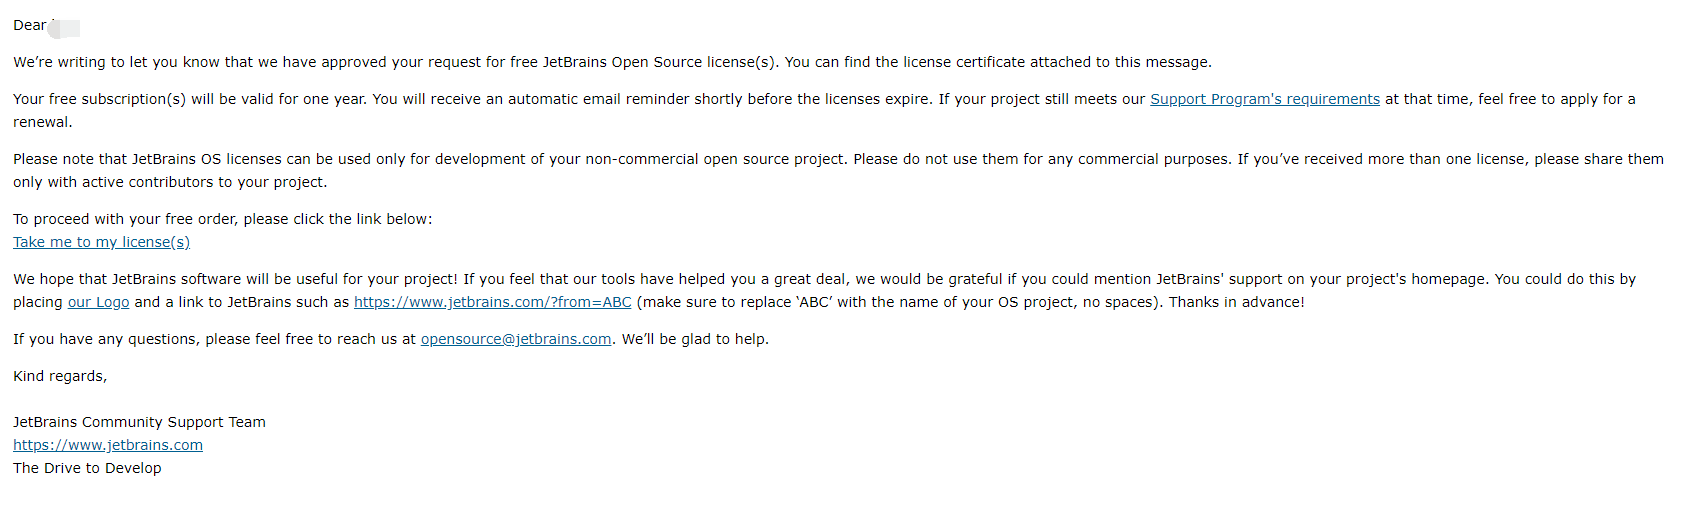 Dear
We’re writing to let you know that we have approved your request for free JetBrains Open Source license(s). You can find the license certificate attached to this message.
Your free subscription(s) will be valid for one year. You will receive an automatic email reminder shortly before the licenses expire. If your project still meets our Support Program's requirements at that time, feel free to apply for a
renewal.
Please note that JetBrains OS licenses can be used only for development of your non-commercial open source project. Please do not use them for any commercial purposes. If you’ve received more than one license, please share them
only with active contributors to your project.
To proceed with your free order, please click the link below:
Take me to my license(s)
We hope that JetBrains software will be useful for your project! If you feel that our tools have helped you a great deal, we would be grateful if you could mention JetBrains' support on your project's homepage. You could do this by
placing our Logo and a link to JetBrains such as https://www.jetbrains.com/?from=ABC (make sure to replace ‘ABC’ with the name of your OS project, no spaces). Thanks in advance!
If you have any questions, please feel free to reach us at opensource@jetbrains.com. We’ll be glad to help.
Kind regards,
JetBrains Community Support Team
https://www.jetbrains.com
The Drive to Develop